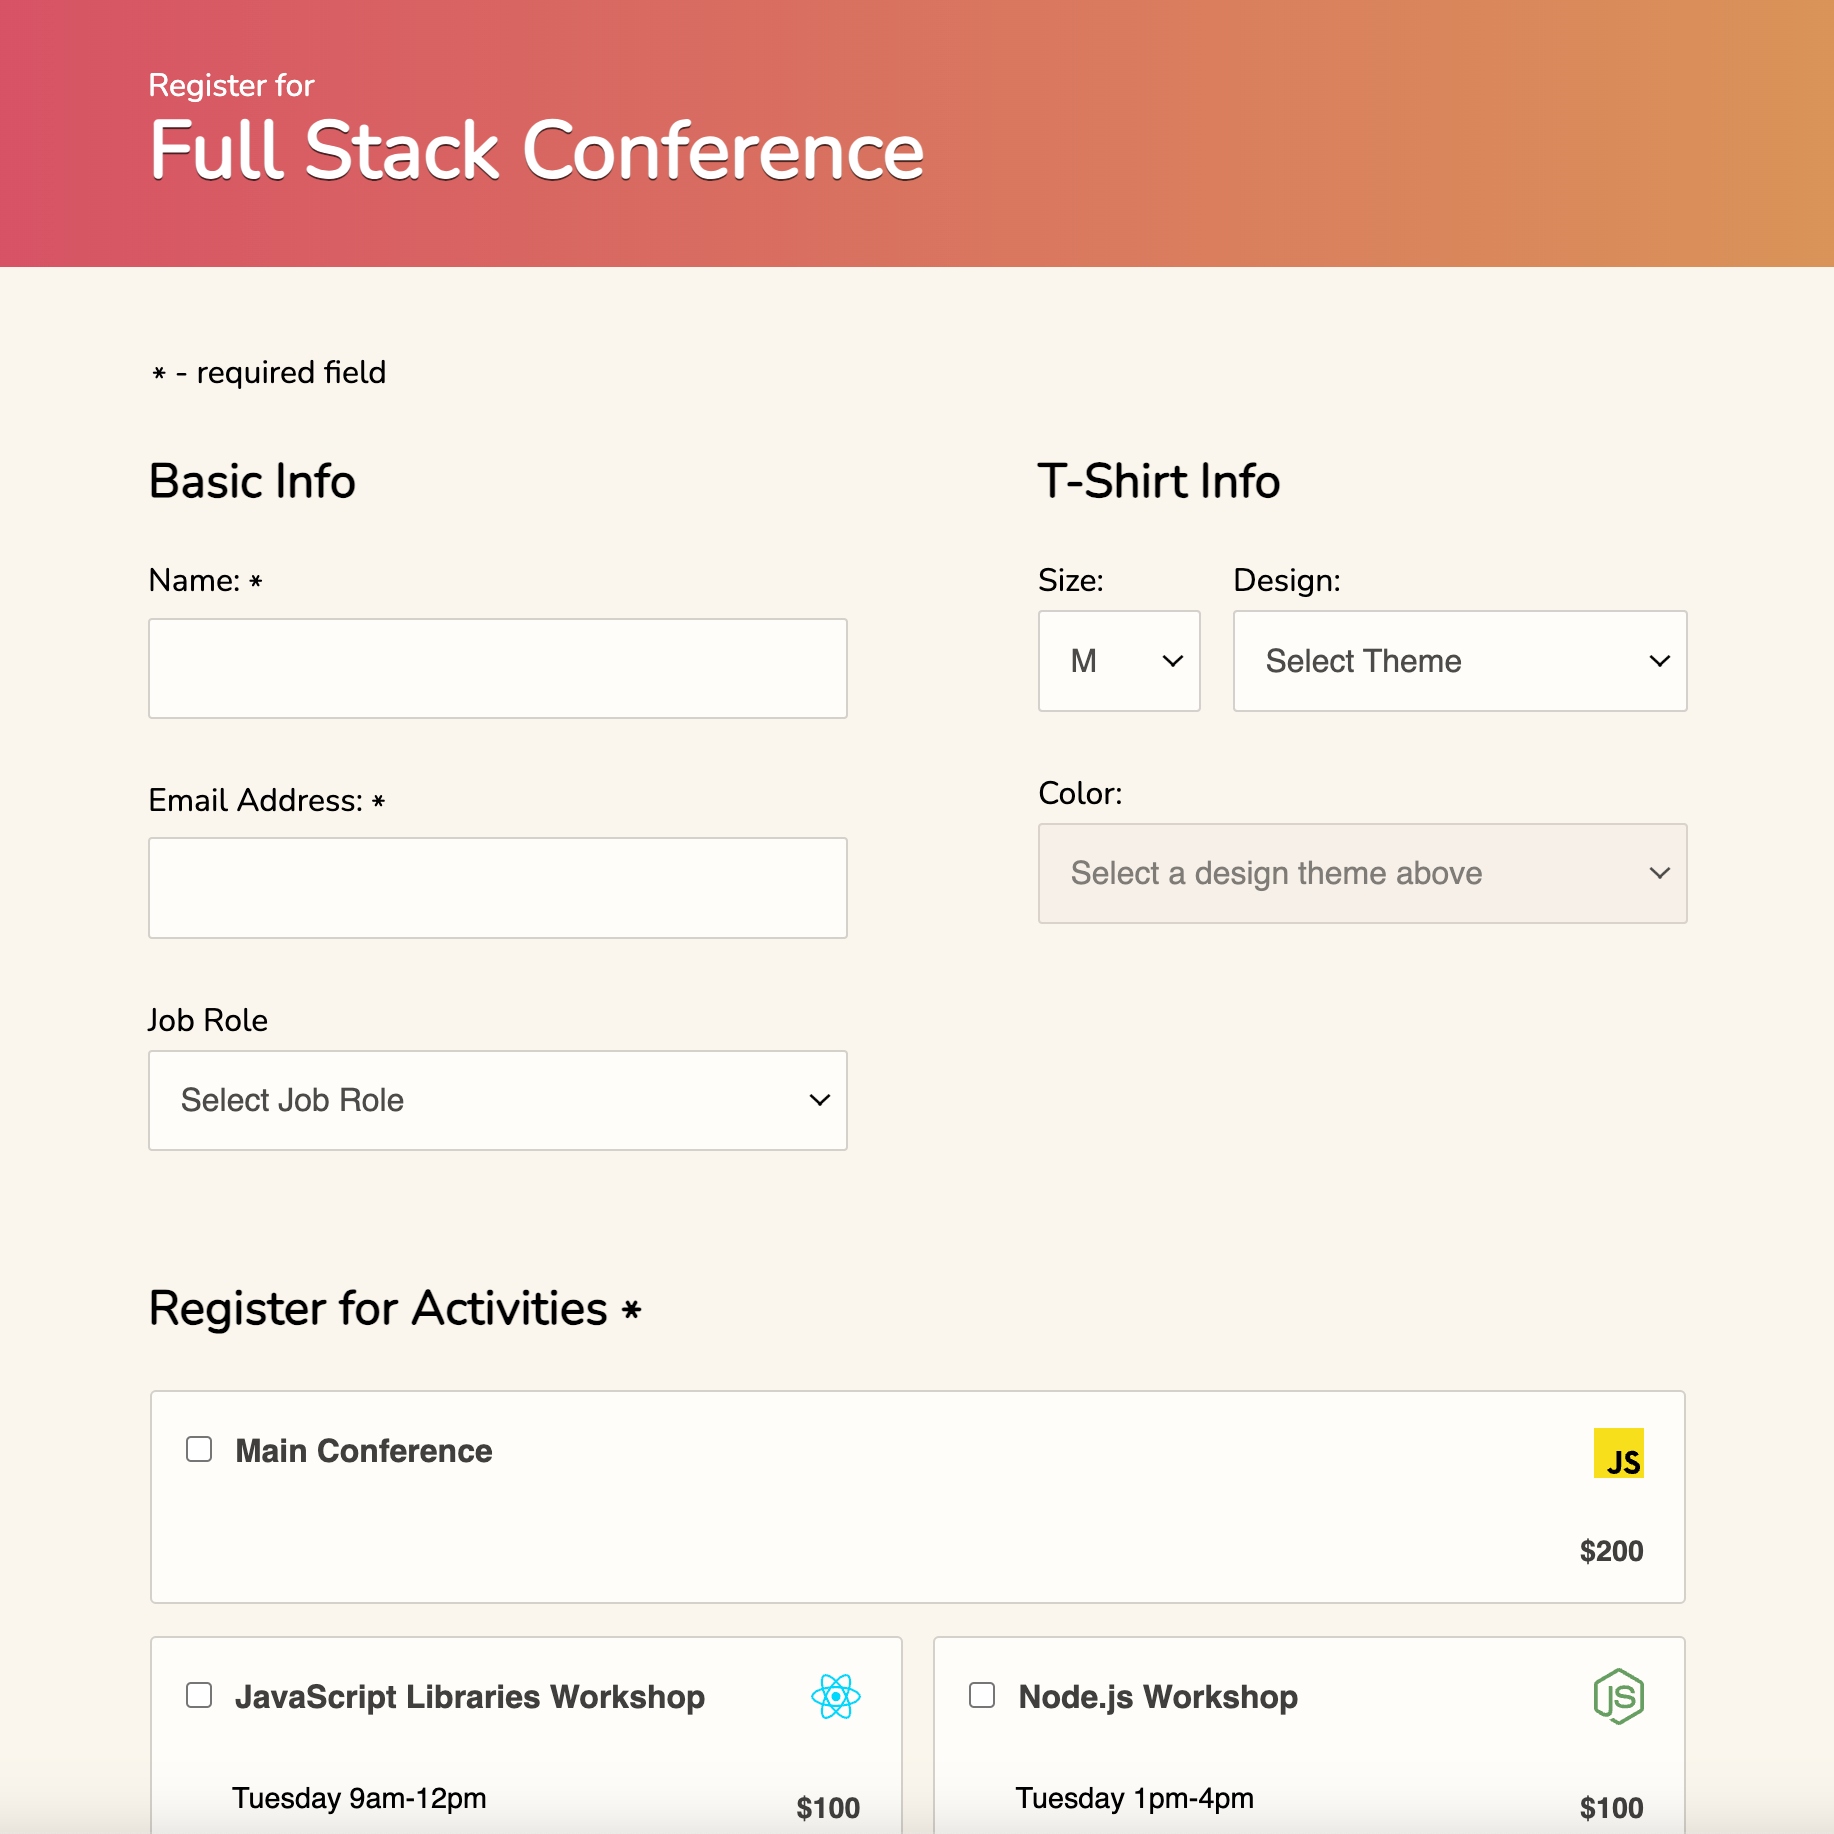 Register for
Full Stack Conference
* - required field
Basic Info
Name: *
Email Address: *
Job Role
Select Job Role
T-Shirt Info
Size:
Design:
M
Select Theme
Color:
Select a design theme above
Register for Activities *
Main Conference
JS
$200
JavaScript Libraries Workshop
Tuesday 9am-12pm
$100
Node.js Workshop
JS
Tuesday 1pm-4pm
$100